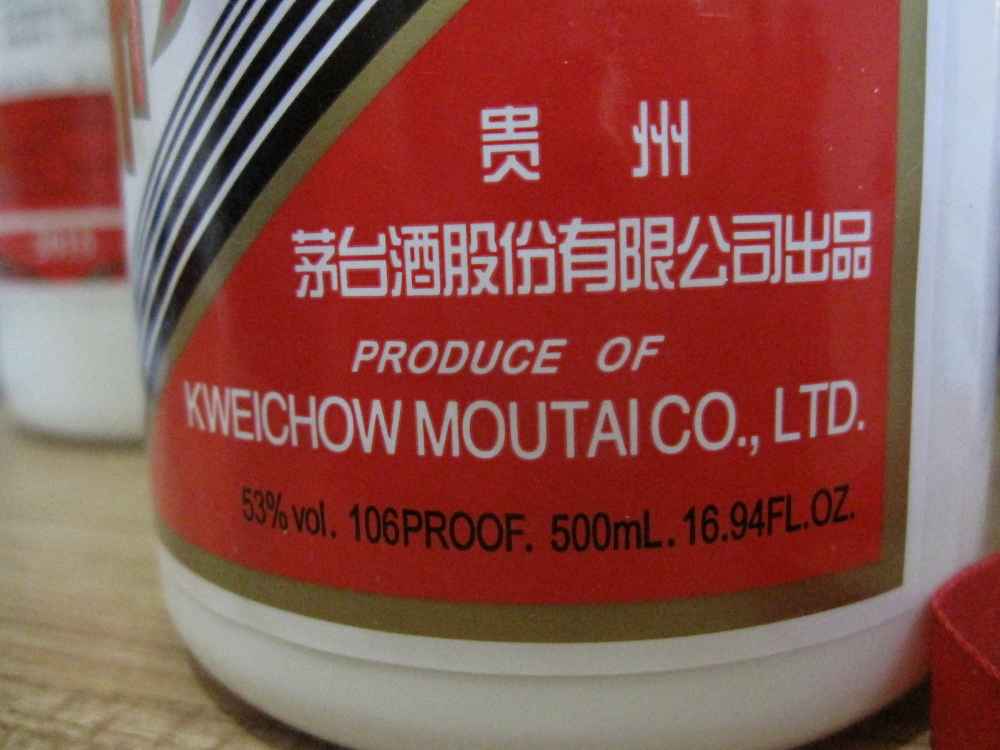 贵州
茅台酒股份有限公司出品
PRODUCE OF
KWEICHOW MOUTAI CO., LTD.
53% vol. 106PROOF. 500mL. 16.94FL.OZ.